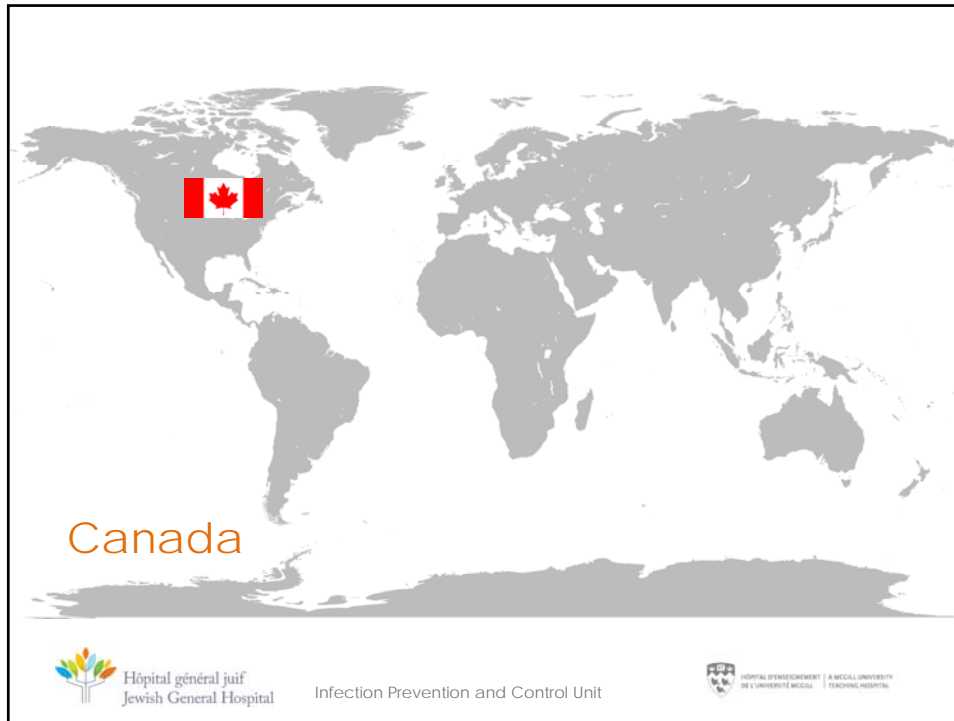 Canada
Hôpital général juif
Jewish General Hospital
Infection Prevention and Control Unit
HÔPITAL D'ENSEIGNEMENT
DE L'UNIVERSITÉ MCGILL
A MCGILL UNIVERSITY
TEACHING HOSPITAL